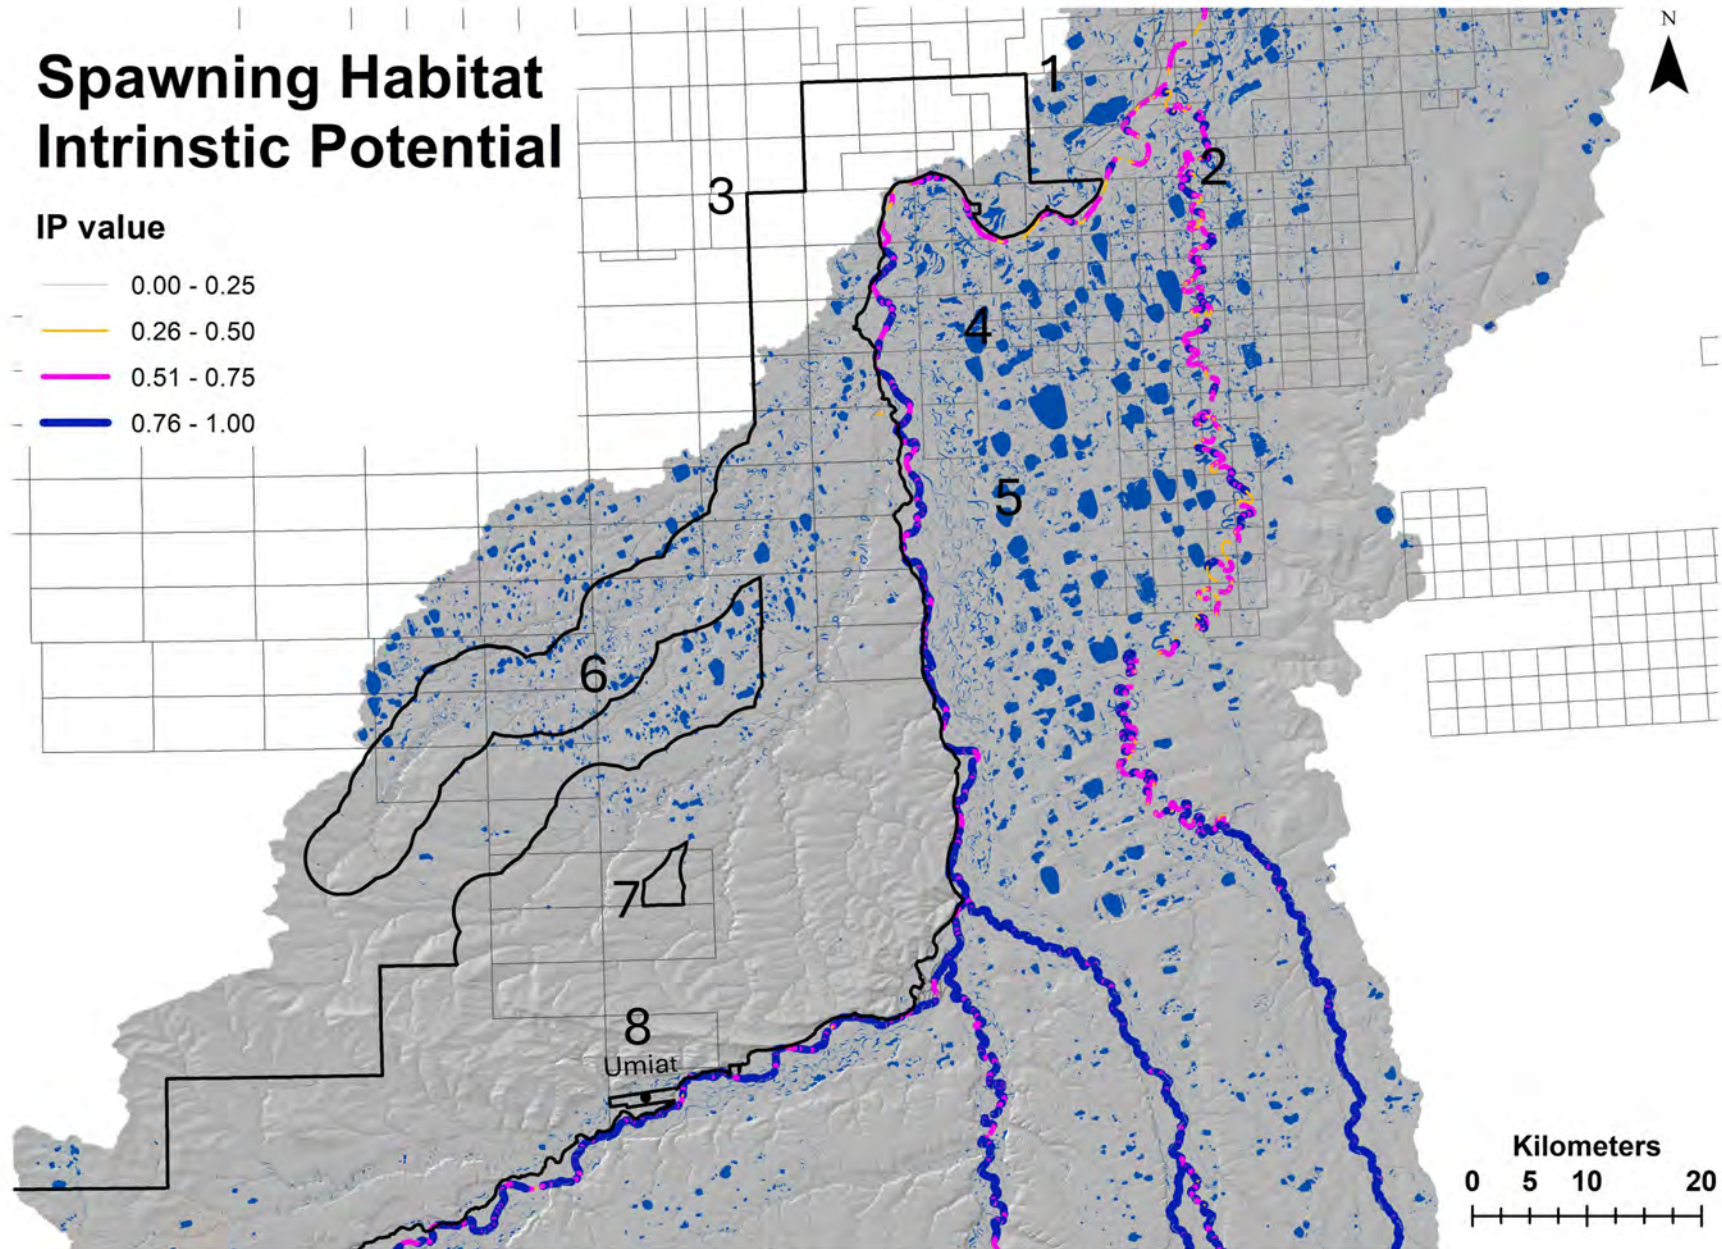 Spawning Habitat
Intrinstic Potential
IP value
0.00 - 0.25
0.26 - 0.50
0.51 - 0.75
0.76 - 1.00
N
1
2
3
4
5
6
7
8
Umiat
Kilometers
0 5 10 20